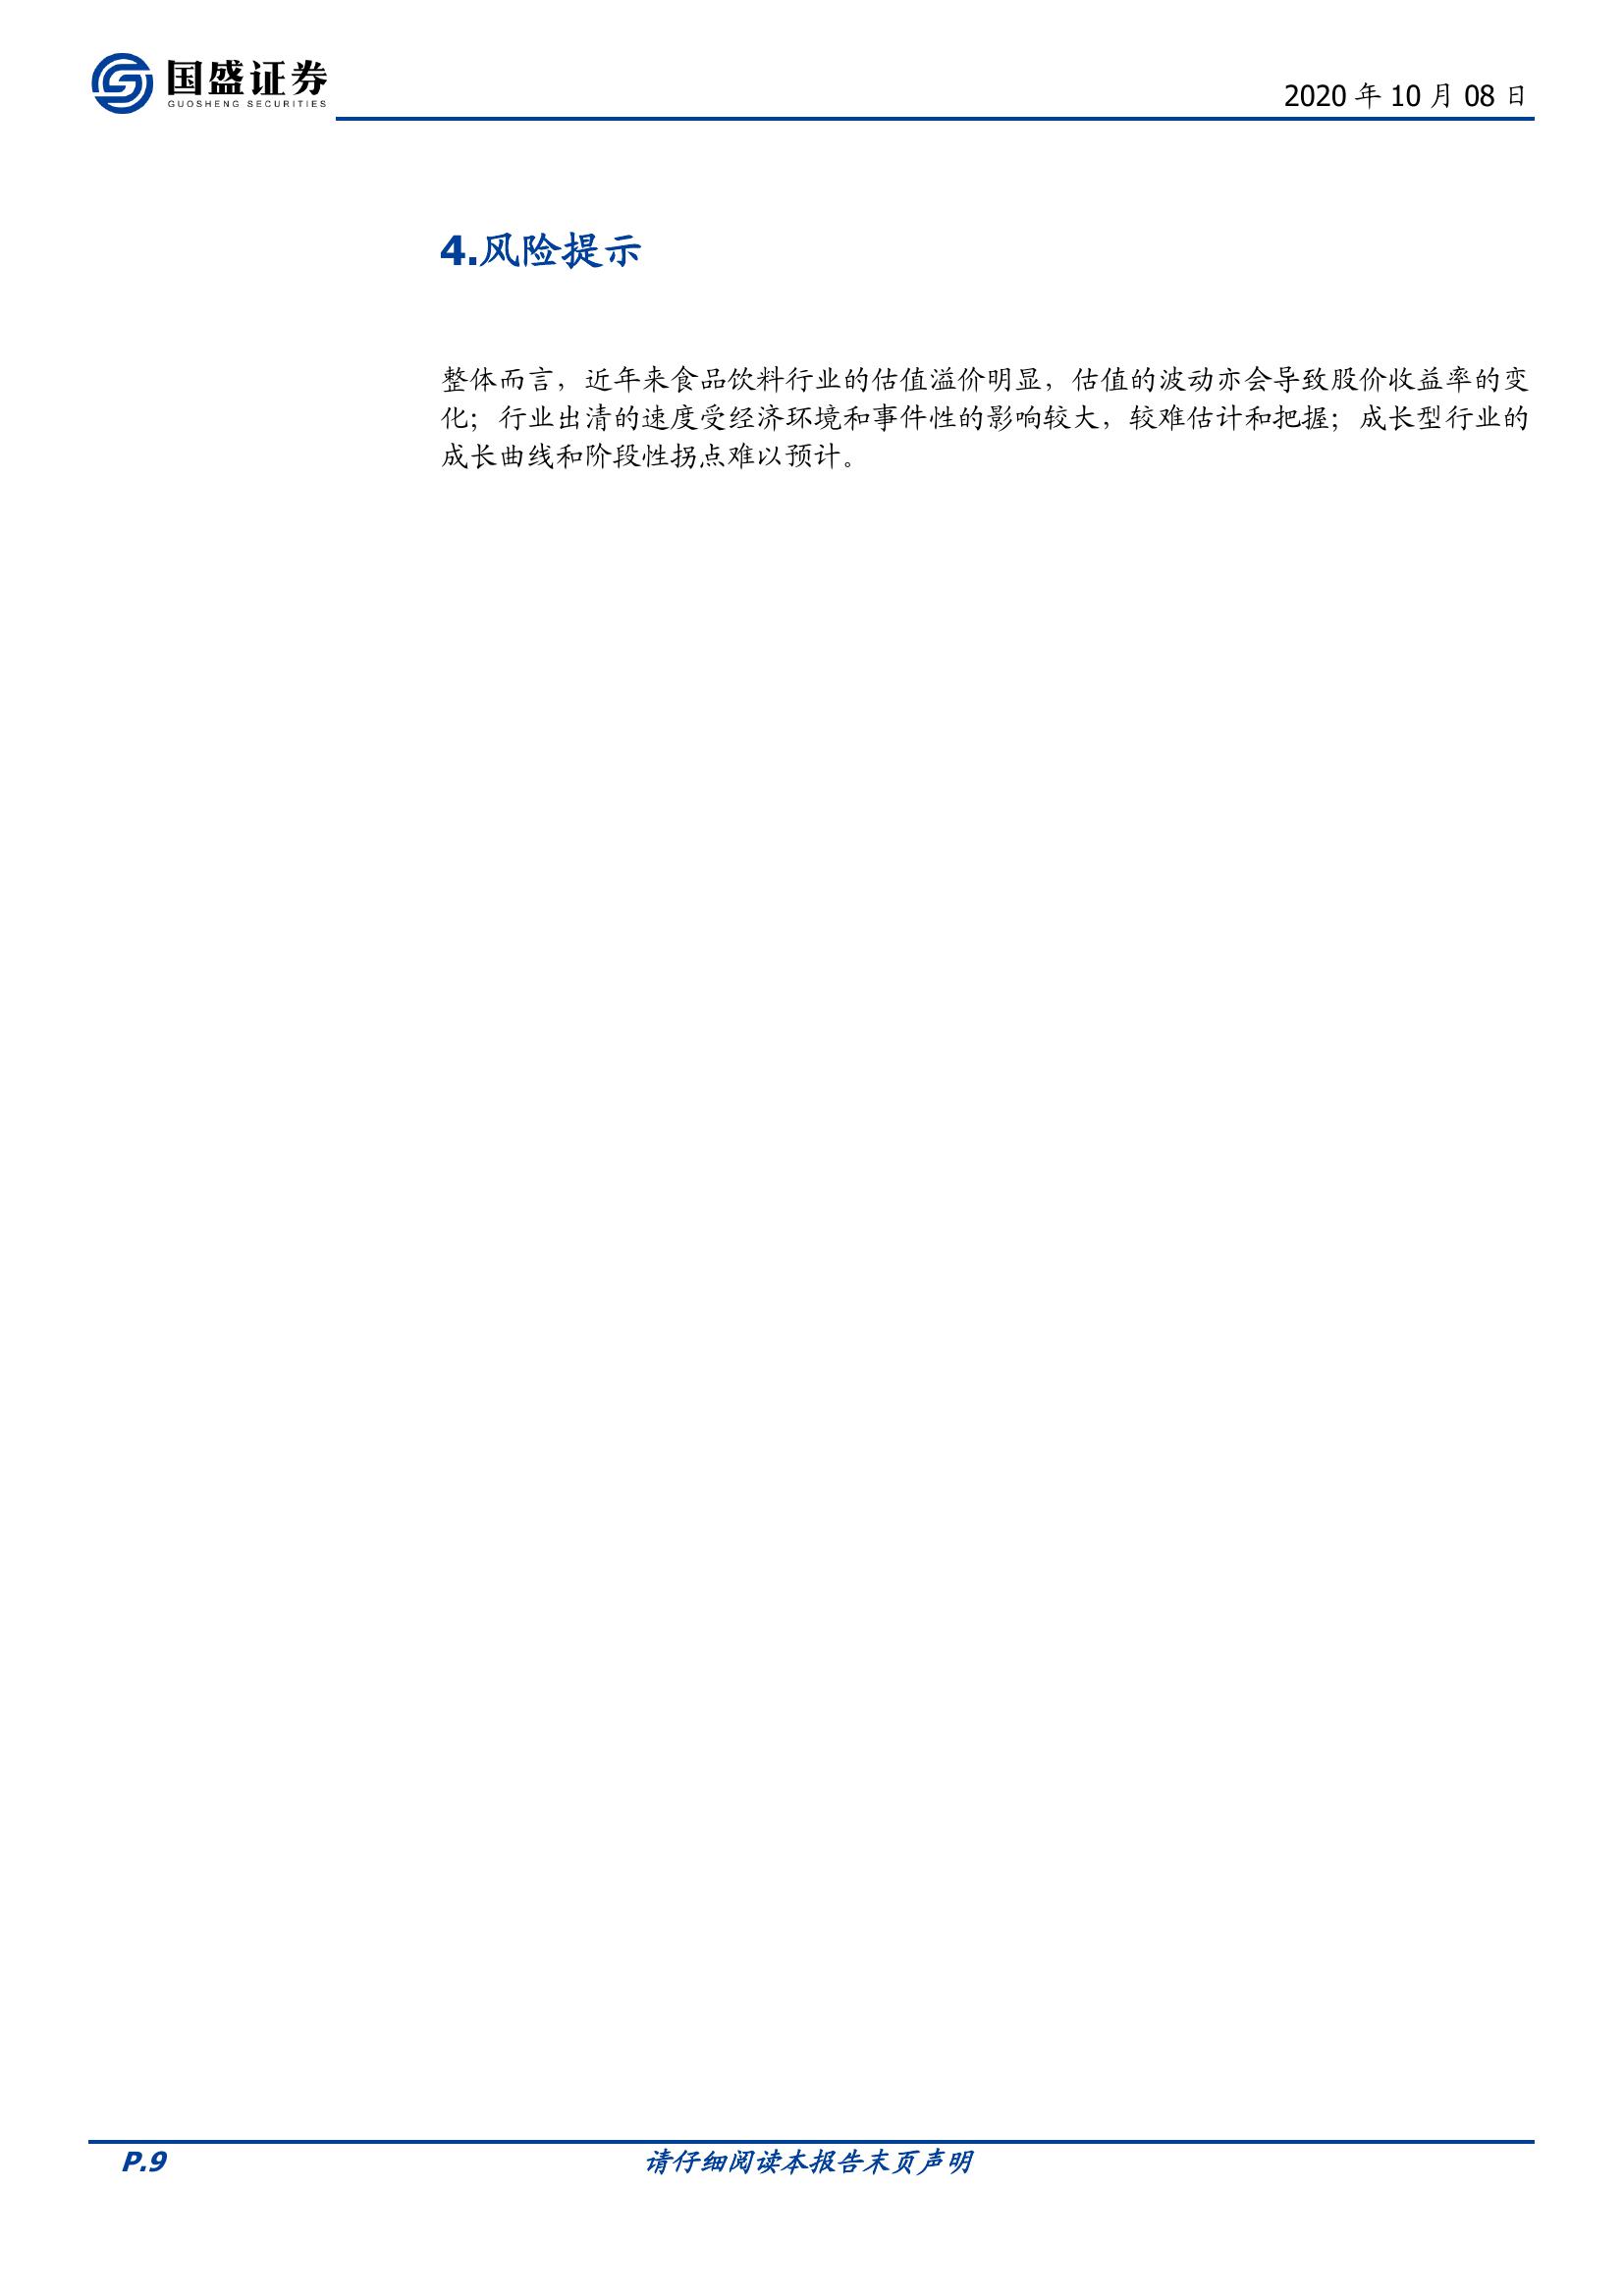 国盛证券
GUOSHENG SECURITIES
2020 年 10 月 08 日
4.风险提示
整体而言，近年来食品饮料行业的估值溢价明显，估值的波动亦会导致股价收益率的变
化；行业出清的速度受经济环境和事件性的影响较大，较难估计和把握；成长型行业的
成长曲线和阶段性拐点难以预计。
P.9
请仔细阅读本报告末页声明